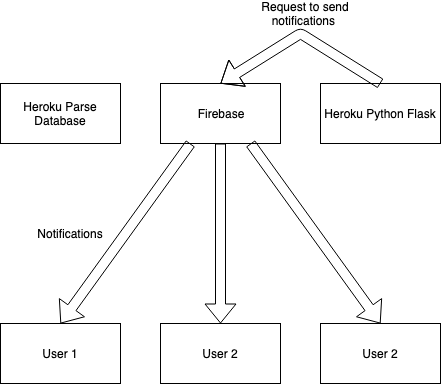 Request to send
notifications
Heroku Parse
Database
Firebase
Heroku Python Flask
Notifications
User 1
User 2
User 2